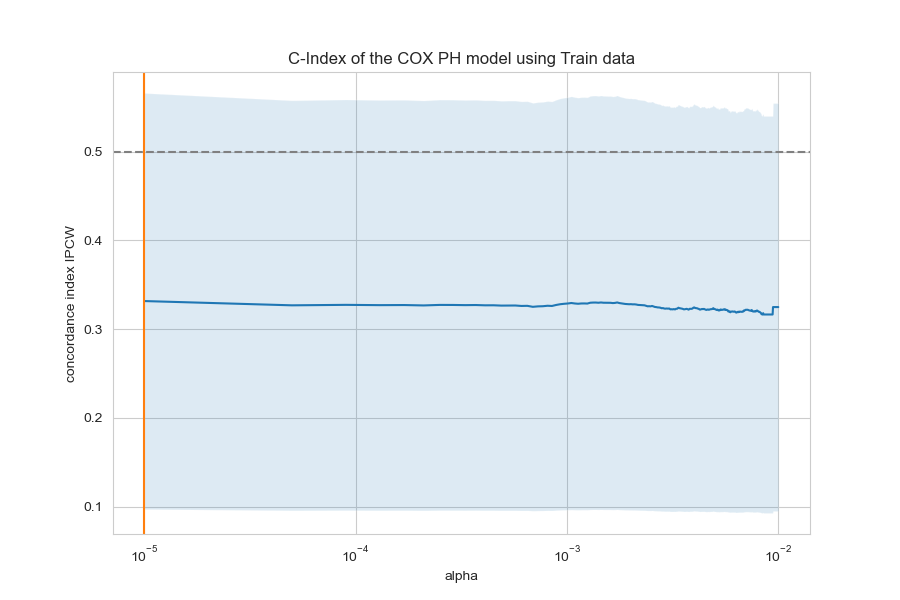 C-Index of the COX PH model using Train data
concordance index IPCW
0.5
0.4
0.3
0.2
0.1
10⁻⁵ 10⁻⁴ 10⁻³ 10⁻²
alpha